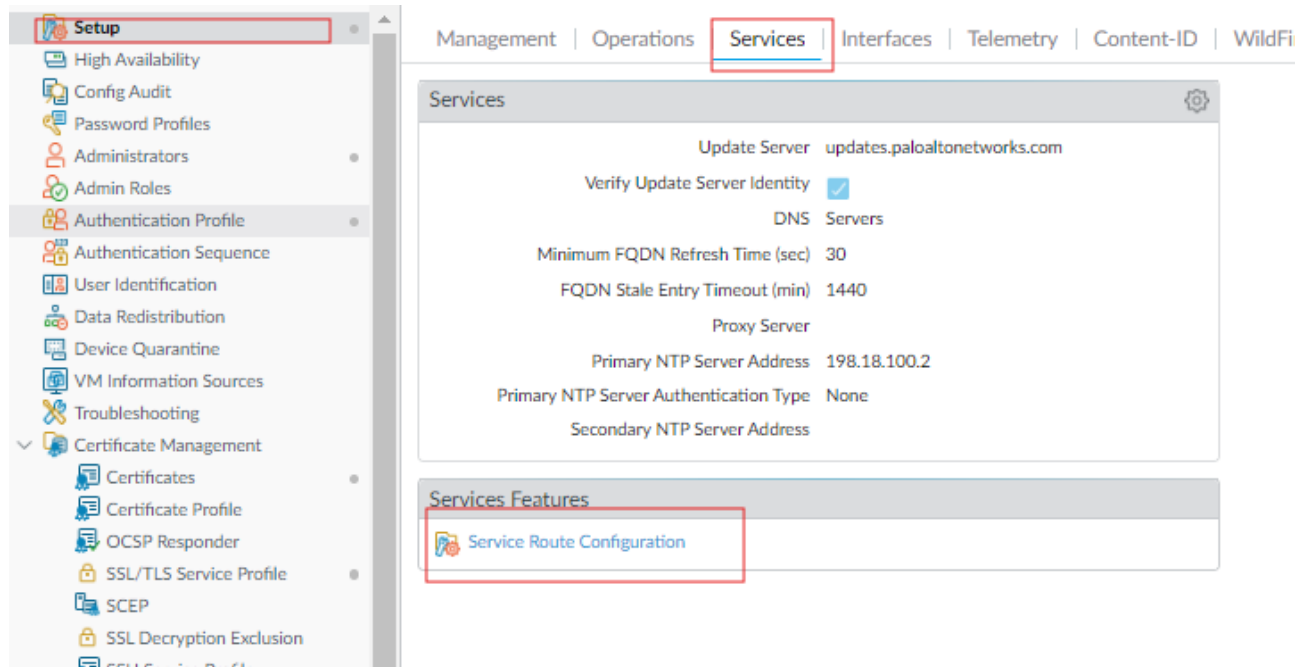 Setup
High Availability
Config Audit
Password Profiles
Administrators
Admin Roles
Authentication Profile
Authentication Sequence
User Identification
Data Redistribution
Device Quarantine
VM Information Sources
Troubleshooting
Certificate Management
Certificates
Certificate Profile
OCSP Responder
SSL/TLS Service Profile
SCEP
SSL Decryption Exclusion
Management | Operations | Services | Interfaces | Telemetry | Content-ID |
Services
Update Server updates.paloaltonetworks.com
Verify Update Server Identity
DNS Servers
Minimum FQDN Refresh Time (sec) 30
FQDN Stale Entry Timeout (min) 1440
Proxy Server
Primary NTP Server Address 198.18.100.2
Primary NTP Server Authentication Type None
Secondary NTP Server Address
Services Features
Service Route Configuration